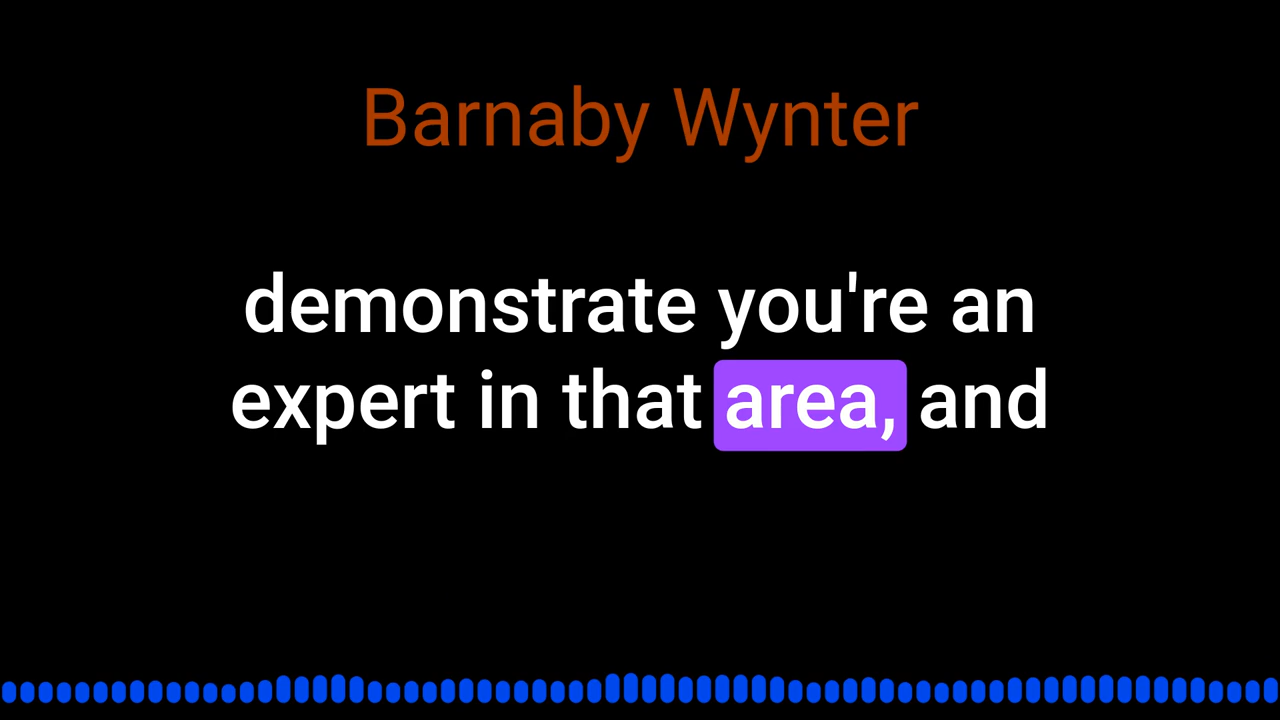 Barnaby Wynter
demonstrate you're an
expert in that area, and